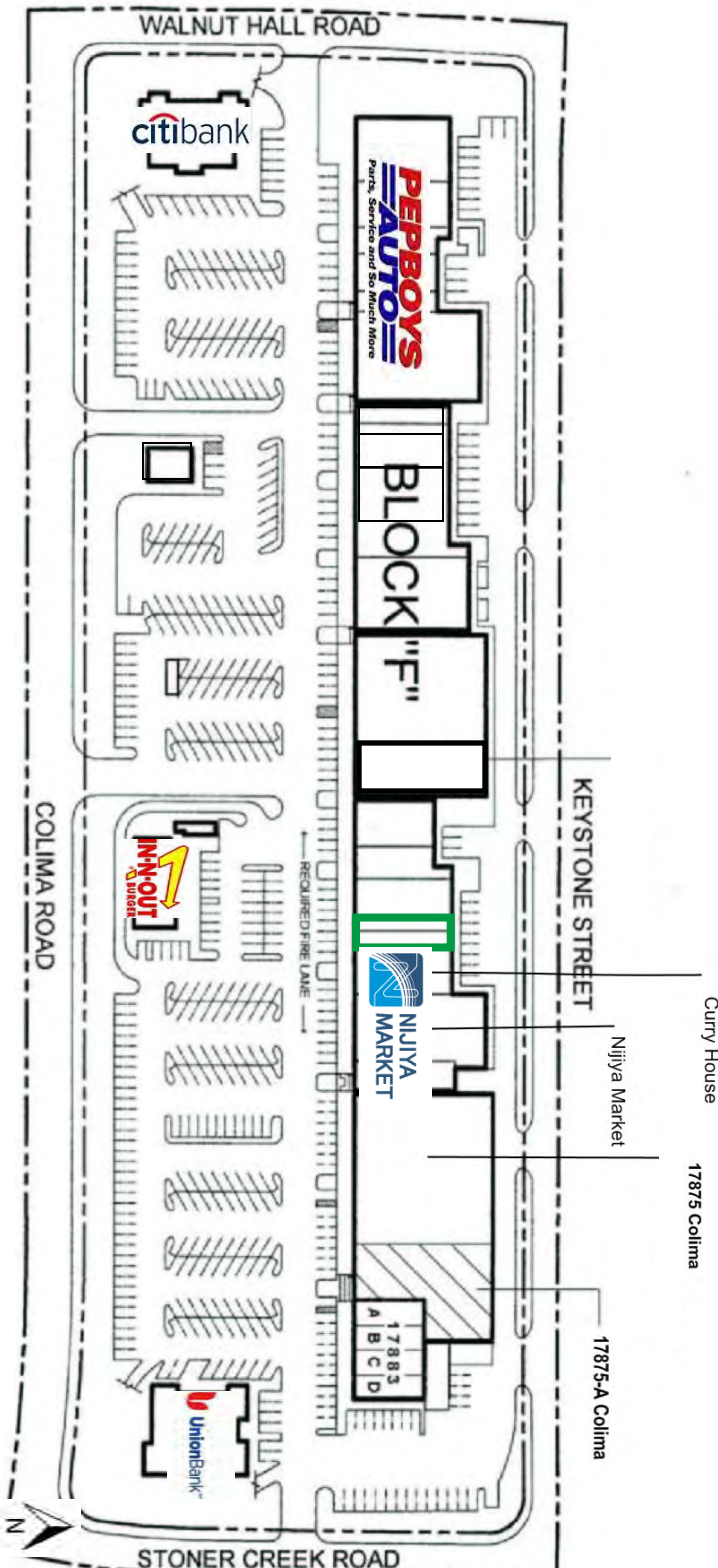 WALNUT HALL ROAD
citibank
PEPBOYS
AUTO
Parts, Service and So Much More
BLOCK "F"
KEYSTONE STREET
COLIMA ROAD
IN-N-OUT
BURGER
← REQUIRED FIRE LANE →
NIJIYA
MARKET
Curry House
Nijiya Market
17875 Colima
17875-A Colima
17883
A B C D
UnionBank
N
STONER CREEK ROAD